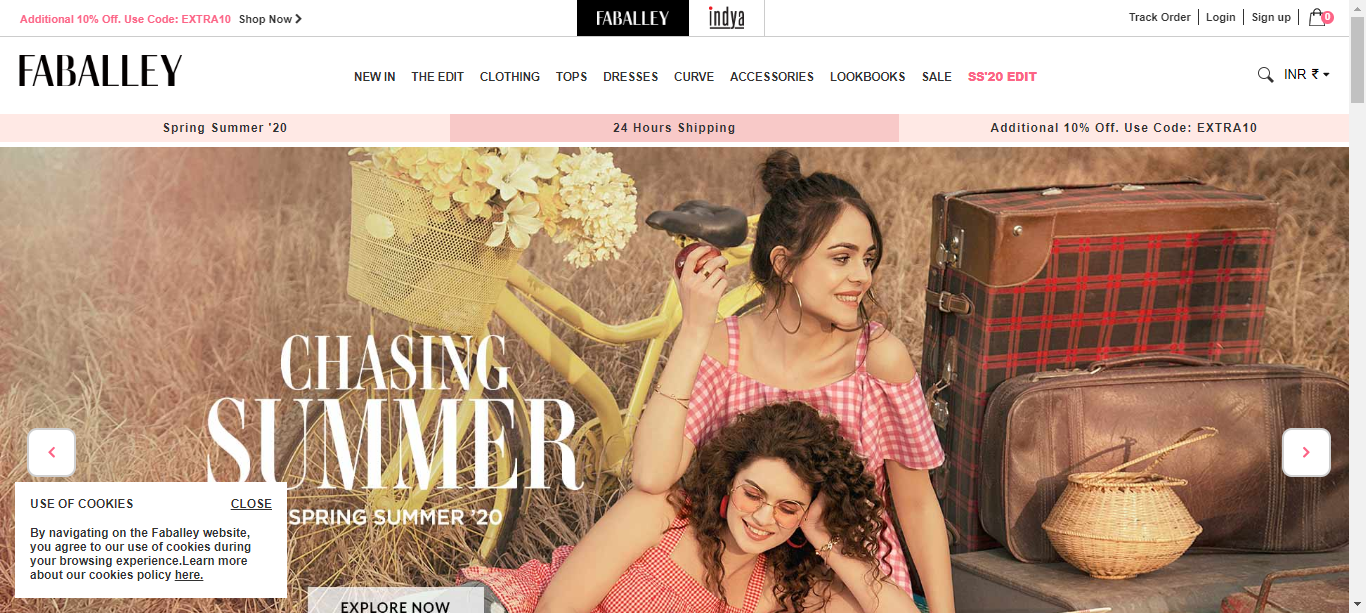 Additional 10% Off. Use Code: EXTRA10 Shop Now
FABALLEY indya
Track Order Login Sign up 0
FABALLEY
NEW IN THE EDIT CLOTHING TOPS DRESSES CURVE ACCESSORIES LOOKBOOKS SALE SS'20 EDIT
INR ₹
Spring Summer '20 24 Hours Shipping Additional 10% Off. Use Code: EXTRA10
CHASING
SUMMER
SPRING SUMMER '20
EXPLORE NOW
USE OF COOKIES CLOSE
By navigating on the Faballey website,
you agree to our use of cookies during
your browsing experience.Learn more
about our cookies policy here.